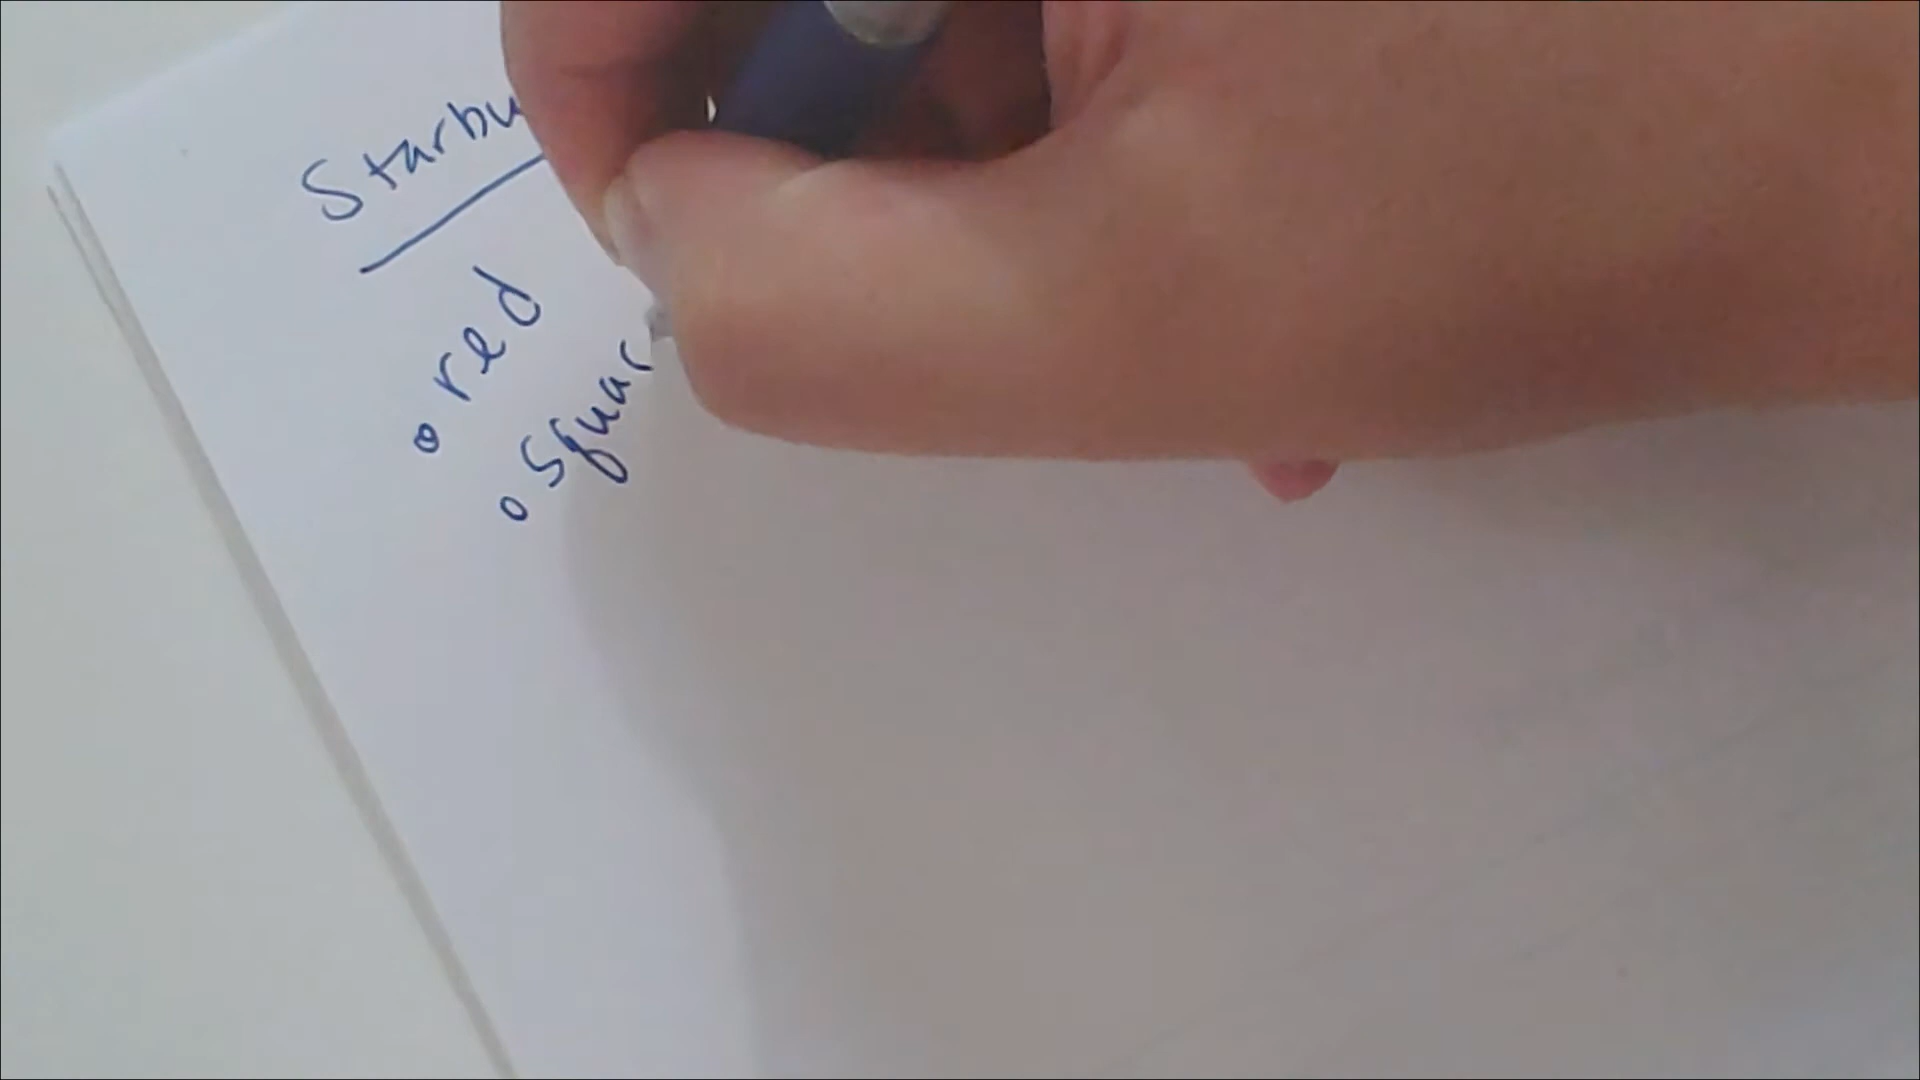 Starbu
• red
• squar